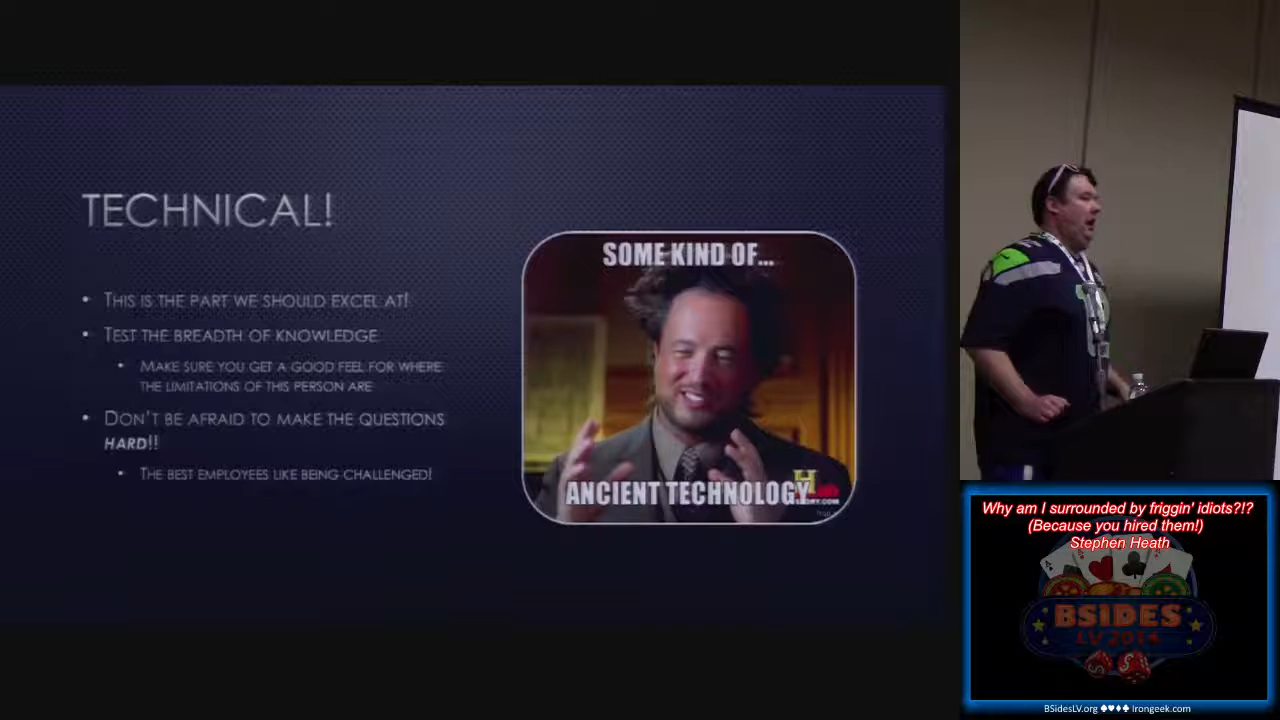 TECHNICAL!
THIS IS THE PART WE SHOULD EXCEL AT!
TEST THE BREADTH OF KNOWLEDGE
MAKE SURE YOU GET A GOOD FEEL FOR WHERE
THE LIMITATIONS OF THIS PERSON ARE
DON'T BE AFRAID TO MAKE THE QUESTIONS
HARD!!
THE BEST EMPLOYEES LIKE BEING CHALLENGED!
SOME KIND OF...
ANCIENT TECHNOLOGY
H
Why am I surrounded by friggin' idiots?!?
(Because you hired them!)
Stephen Heath
BSIDES
LV 2014
BSidesLV.org ♠♥♦♣ Irongeek.com